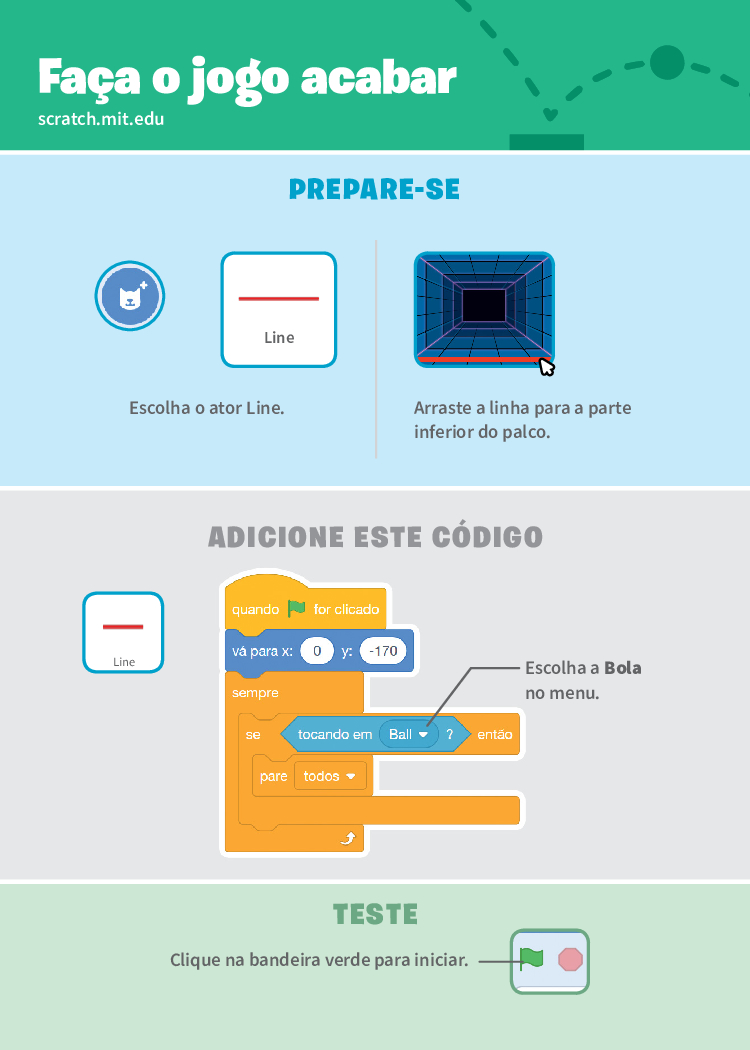 Faça o jogo acabar
scratch.mit.edu
PREPARE-SE
Line
Escolha o ator Line.
Arraste a linha para a parte
inferior do palco.
ADICIONE ESTE CÓDIGO
Line
quando for clicado
vá para x: 0 y: -170
sempre
se tocando em Ball ? então
pare todos
Escolha a Bola
no menu.
TESTE
Clique na bandeira verde para iniciar.